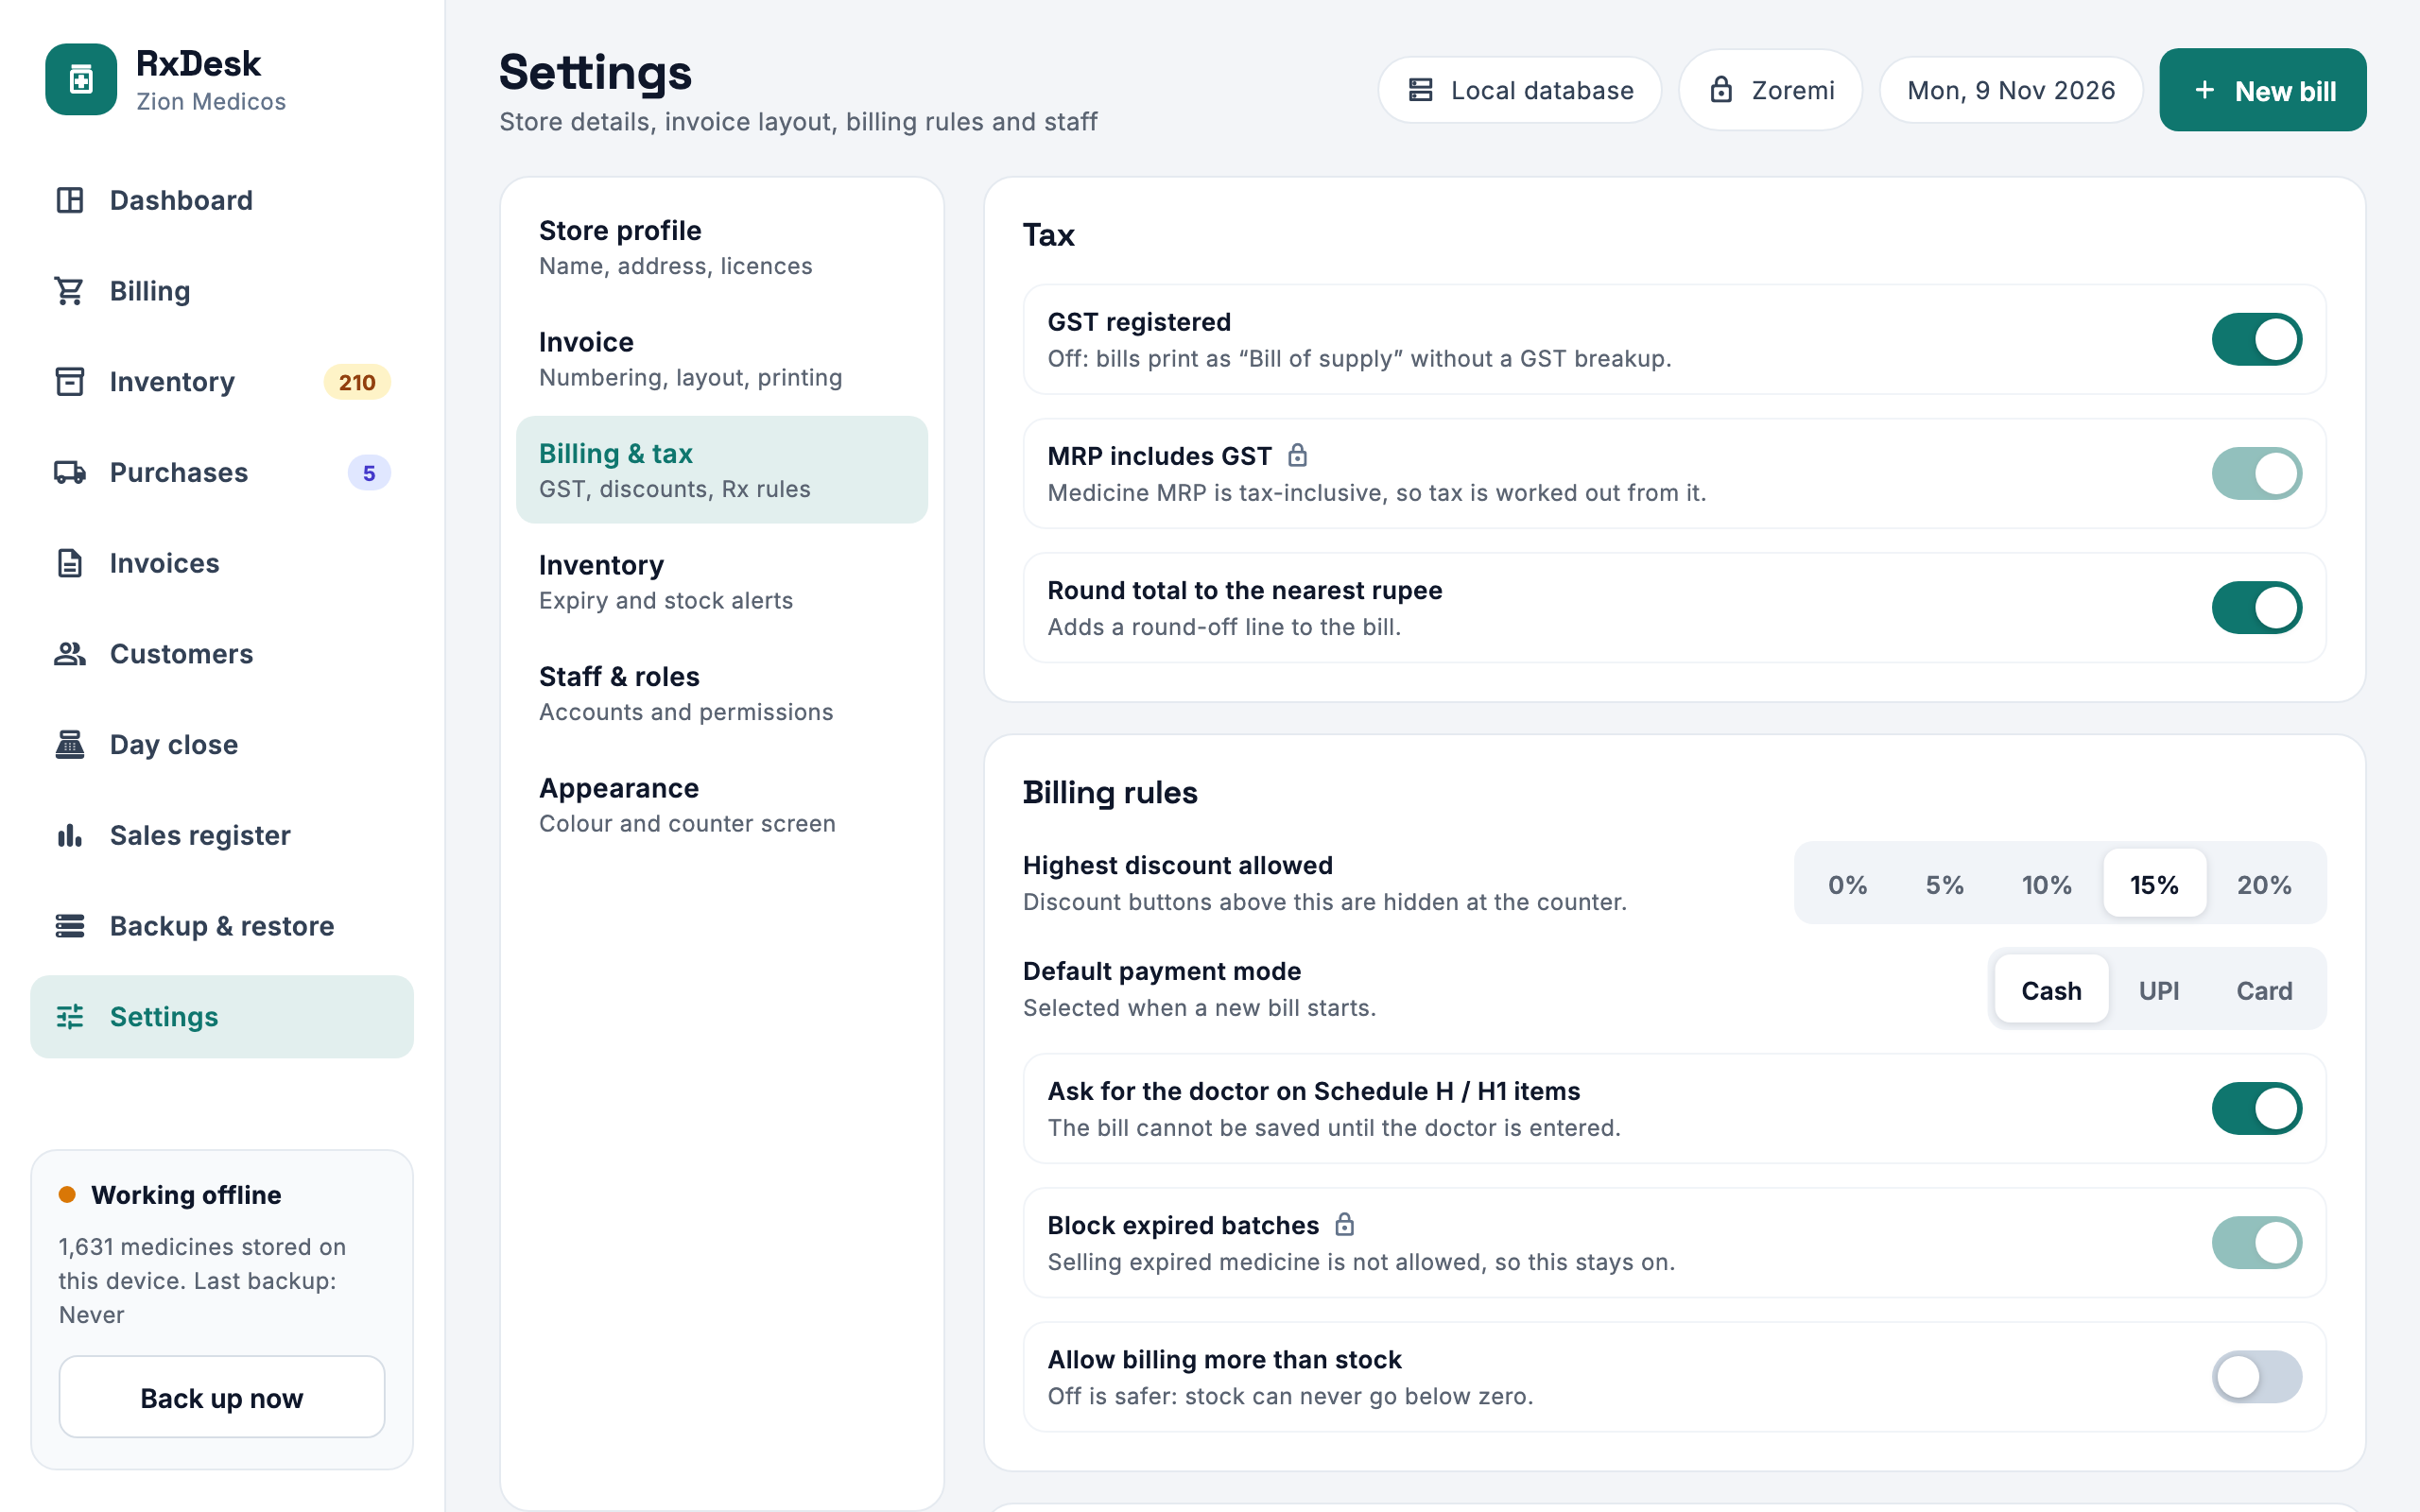 RxDesk
Zion Medicos
Dashboard
Billing
Inventory 210
Purchases 5
Invoices
Customers
Day close
Sales register
Backup & restore
Settings
Working offline
1,631 medicines stored on
this device. Last backup:
Never
Back up now
Settings
Store details, invoice layout, billing rules and staff
Local database
Zoremi
Mon, 9 Nov 2026
+ New bill
Store profile
Name, address, licences
Invoice
Numbering, layout, printing
Billing & tax
GST, discounts, Rx rules
Inventory
Expiry and stock alerts
Staff & roles
Accounts and permissions
Appearance
Colour and counter screen
Tax
GST registered
Off: bills print as “Bill of supply” without a GST breakup.
MRP includes GST
Medicine MRP is tax-inclusive, so tax is worked out from it.
Round total to the nearest rupee
Adds a round-off line to the bill.
Billing rules
Highest discount allowed
Discount buttons above this are hidden at the counter.
0% 5% 10% 15% 20%
Default payment mode
Selected when a new bill starts.
Cash UPI Card
Ask for the doctor on Schedule H / H1 items
The bill cannot be saved until the doctor is entered.
Block expired batches
Selling expired medicine is not allowed, so this stays on.
Allow billing more than stock
Off is safer: stock can never go below zero.